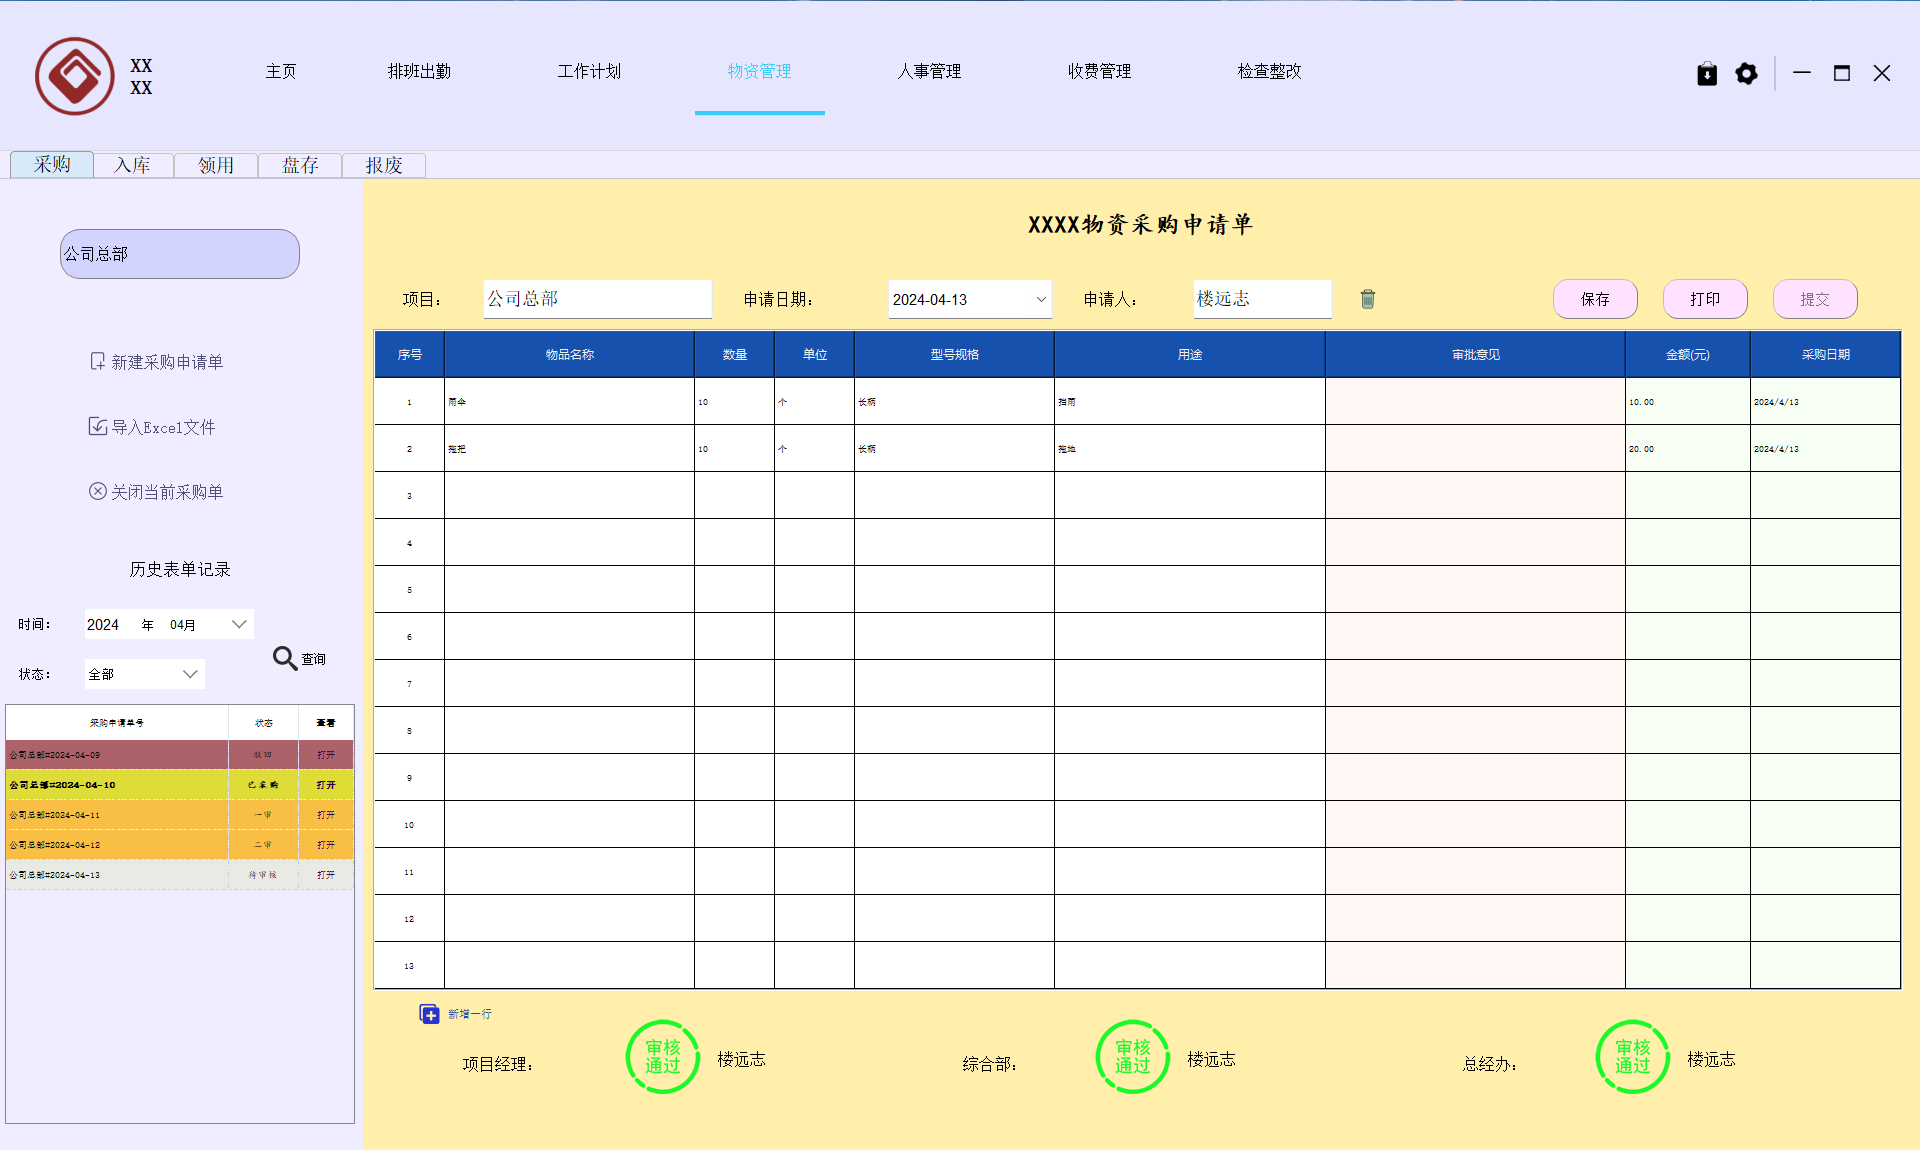 XX
XX
主页
排班出勤
工作计划
物资管理
人事管理
收费管理
检查整改
采购
入库
领用
盘存
报废
公司总部
新建采购申请单
导入Excel文件
关闭当前采购单
历史表单记录
时间：
2024 年 04月
状态：
全部
查询
采购申请单号 状态 查看
公司总部#2024-04-09 驳回 打开
公司总部#2024-04-10 已采购 打开
公司总部#2024-04-11 一审 打开
公司总部#2024-04-12 二审 打开
公司总部#2024-04-13 待审核 打开
XXXX物资采购申请单
项目： 公司总部 申请日期： 2024-04-13 申请人： 楼远志
保存
打印
提交
序号 物品名称 数量 单位 型号规格 用途 审批意见 金额(元) 采购日期
1 雨伞 10 个 长柄 挡雨 10.00 2024/4/13
2 拖把 10 个 长柄 拖地 20.00 2024/4/13
3
4
5
6
7
8
9
10
11
12
13
新增一行
项目经理： 审核通过 楼远志
综合部： 审核通过 楼远志
总经办： 审核通过 楼远志